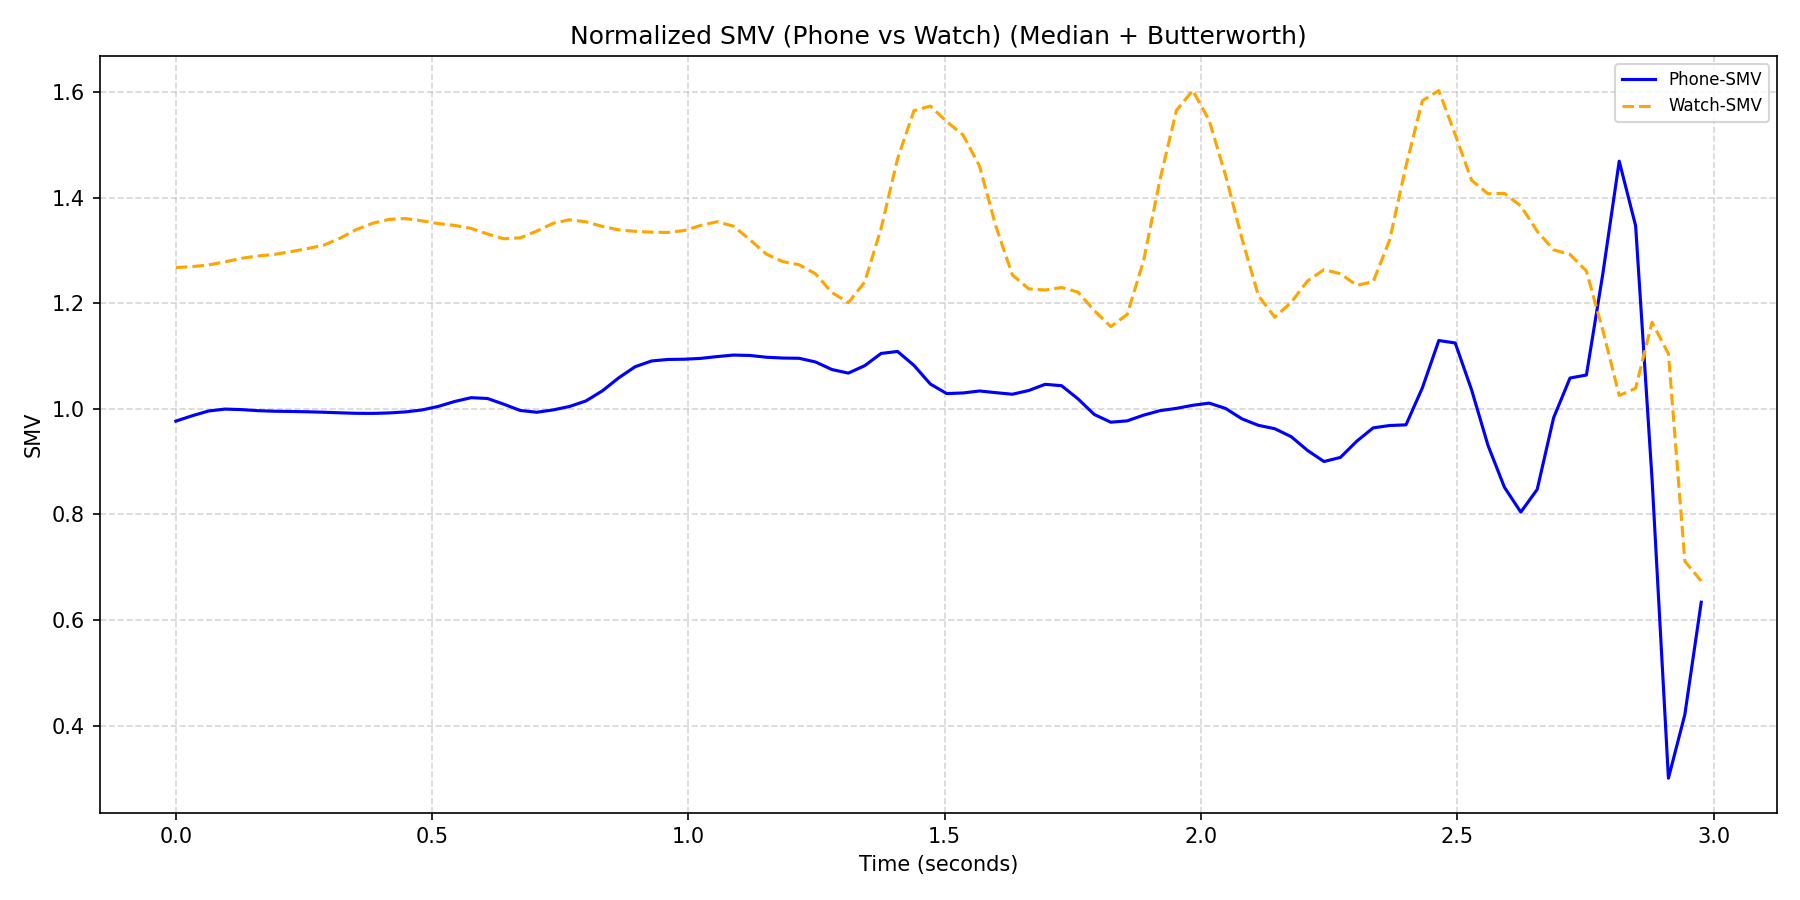 Normalized SMV (Phone vs Watch) (Median + Butterworth)
Phone-SMV
Watch-SMV
1.6
1.4
1.2
1.0
0.8
0.6
0.4
SMV
0.0 0.5 1.0 1.5 2.0 2.5 3.0
Time (seconds)